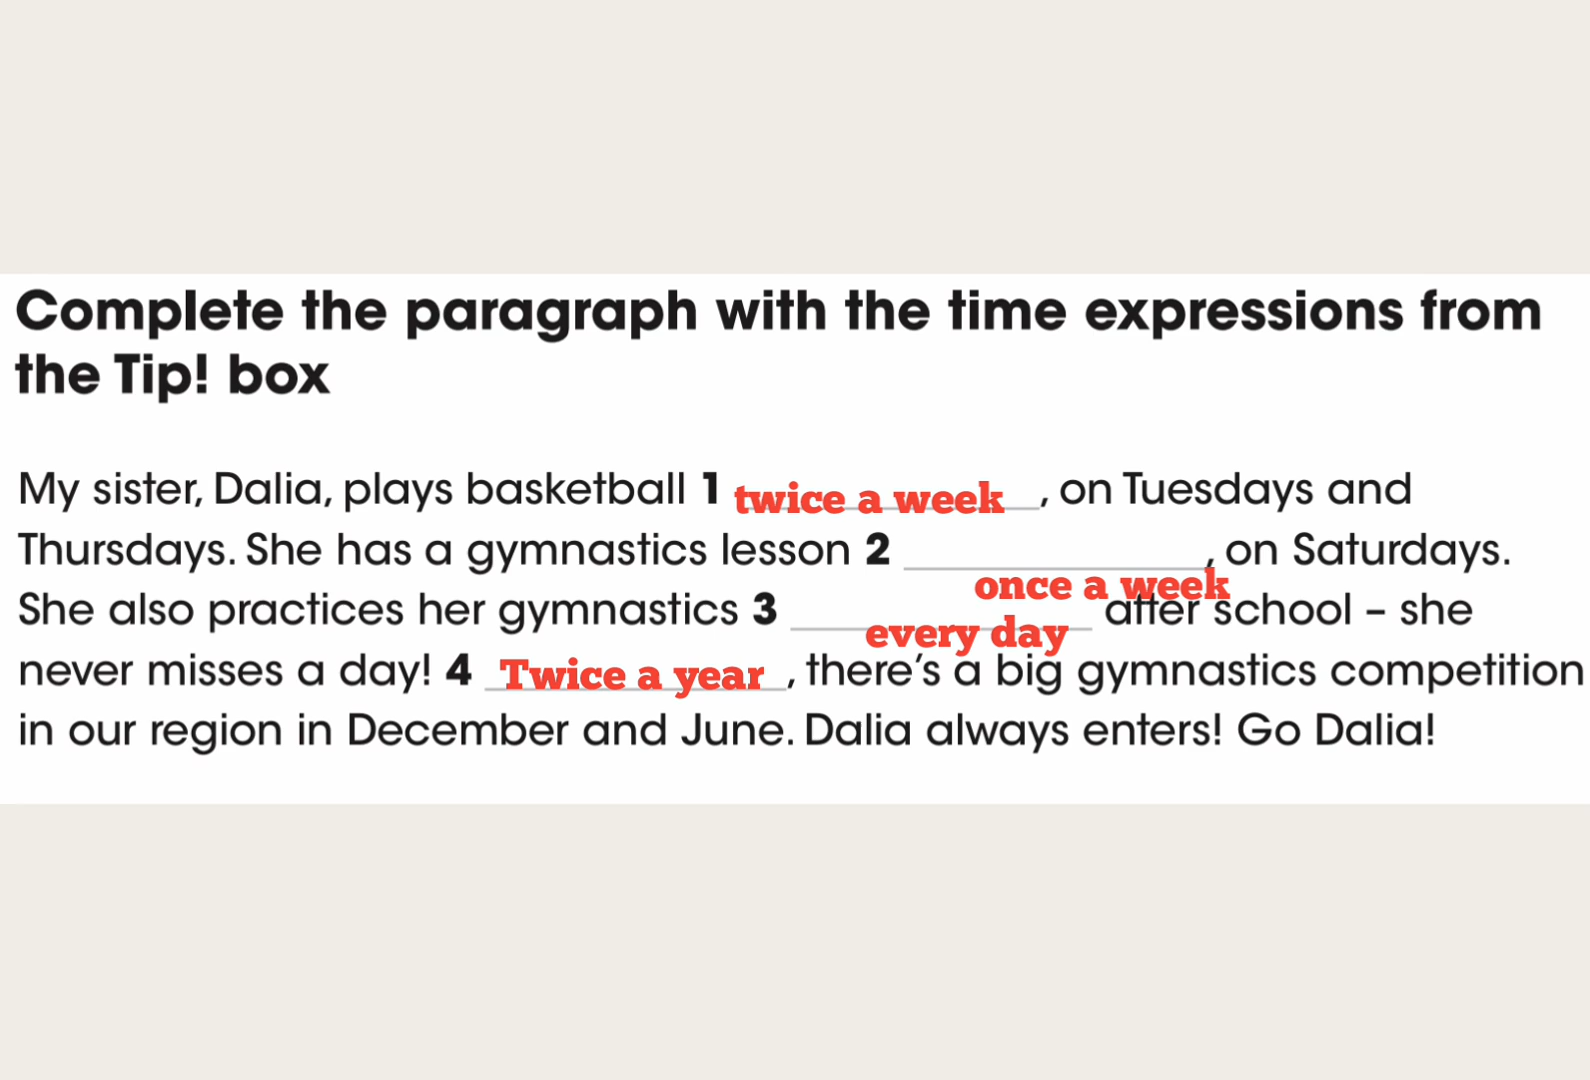 Complete the paragraph with the time expressions from
the Tip! box
My sister, Dalia, plays basketball 1 twice a week, on Tuesdays and
Thursdays. She has a gymnastics lesson 2 once a week, on Saturdays.
She also practices her gymnastics 3 every day after school – she
never misses a day! 4 Twice a year, there's a big gymnastics competition
in our region in December and June. Dalia always enters! Go Dalia!